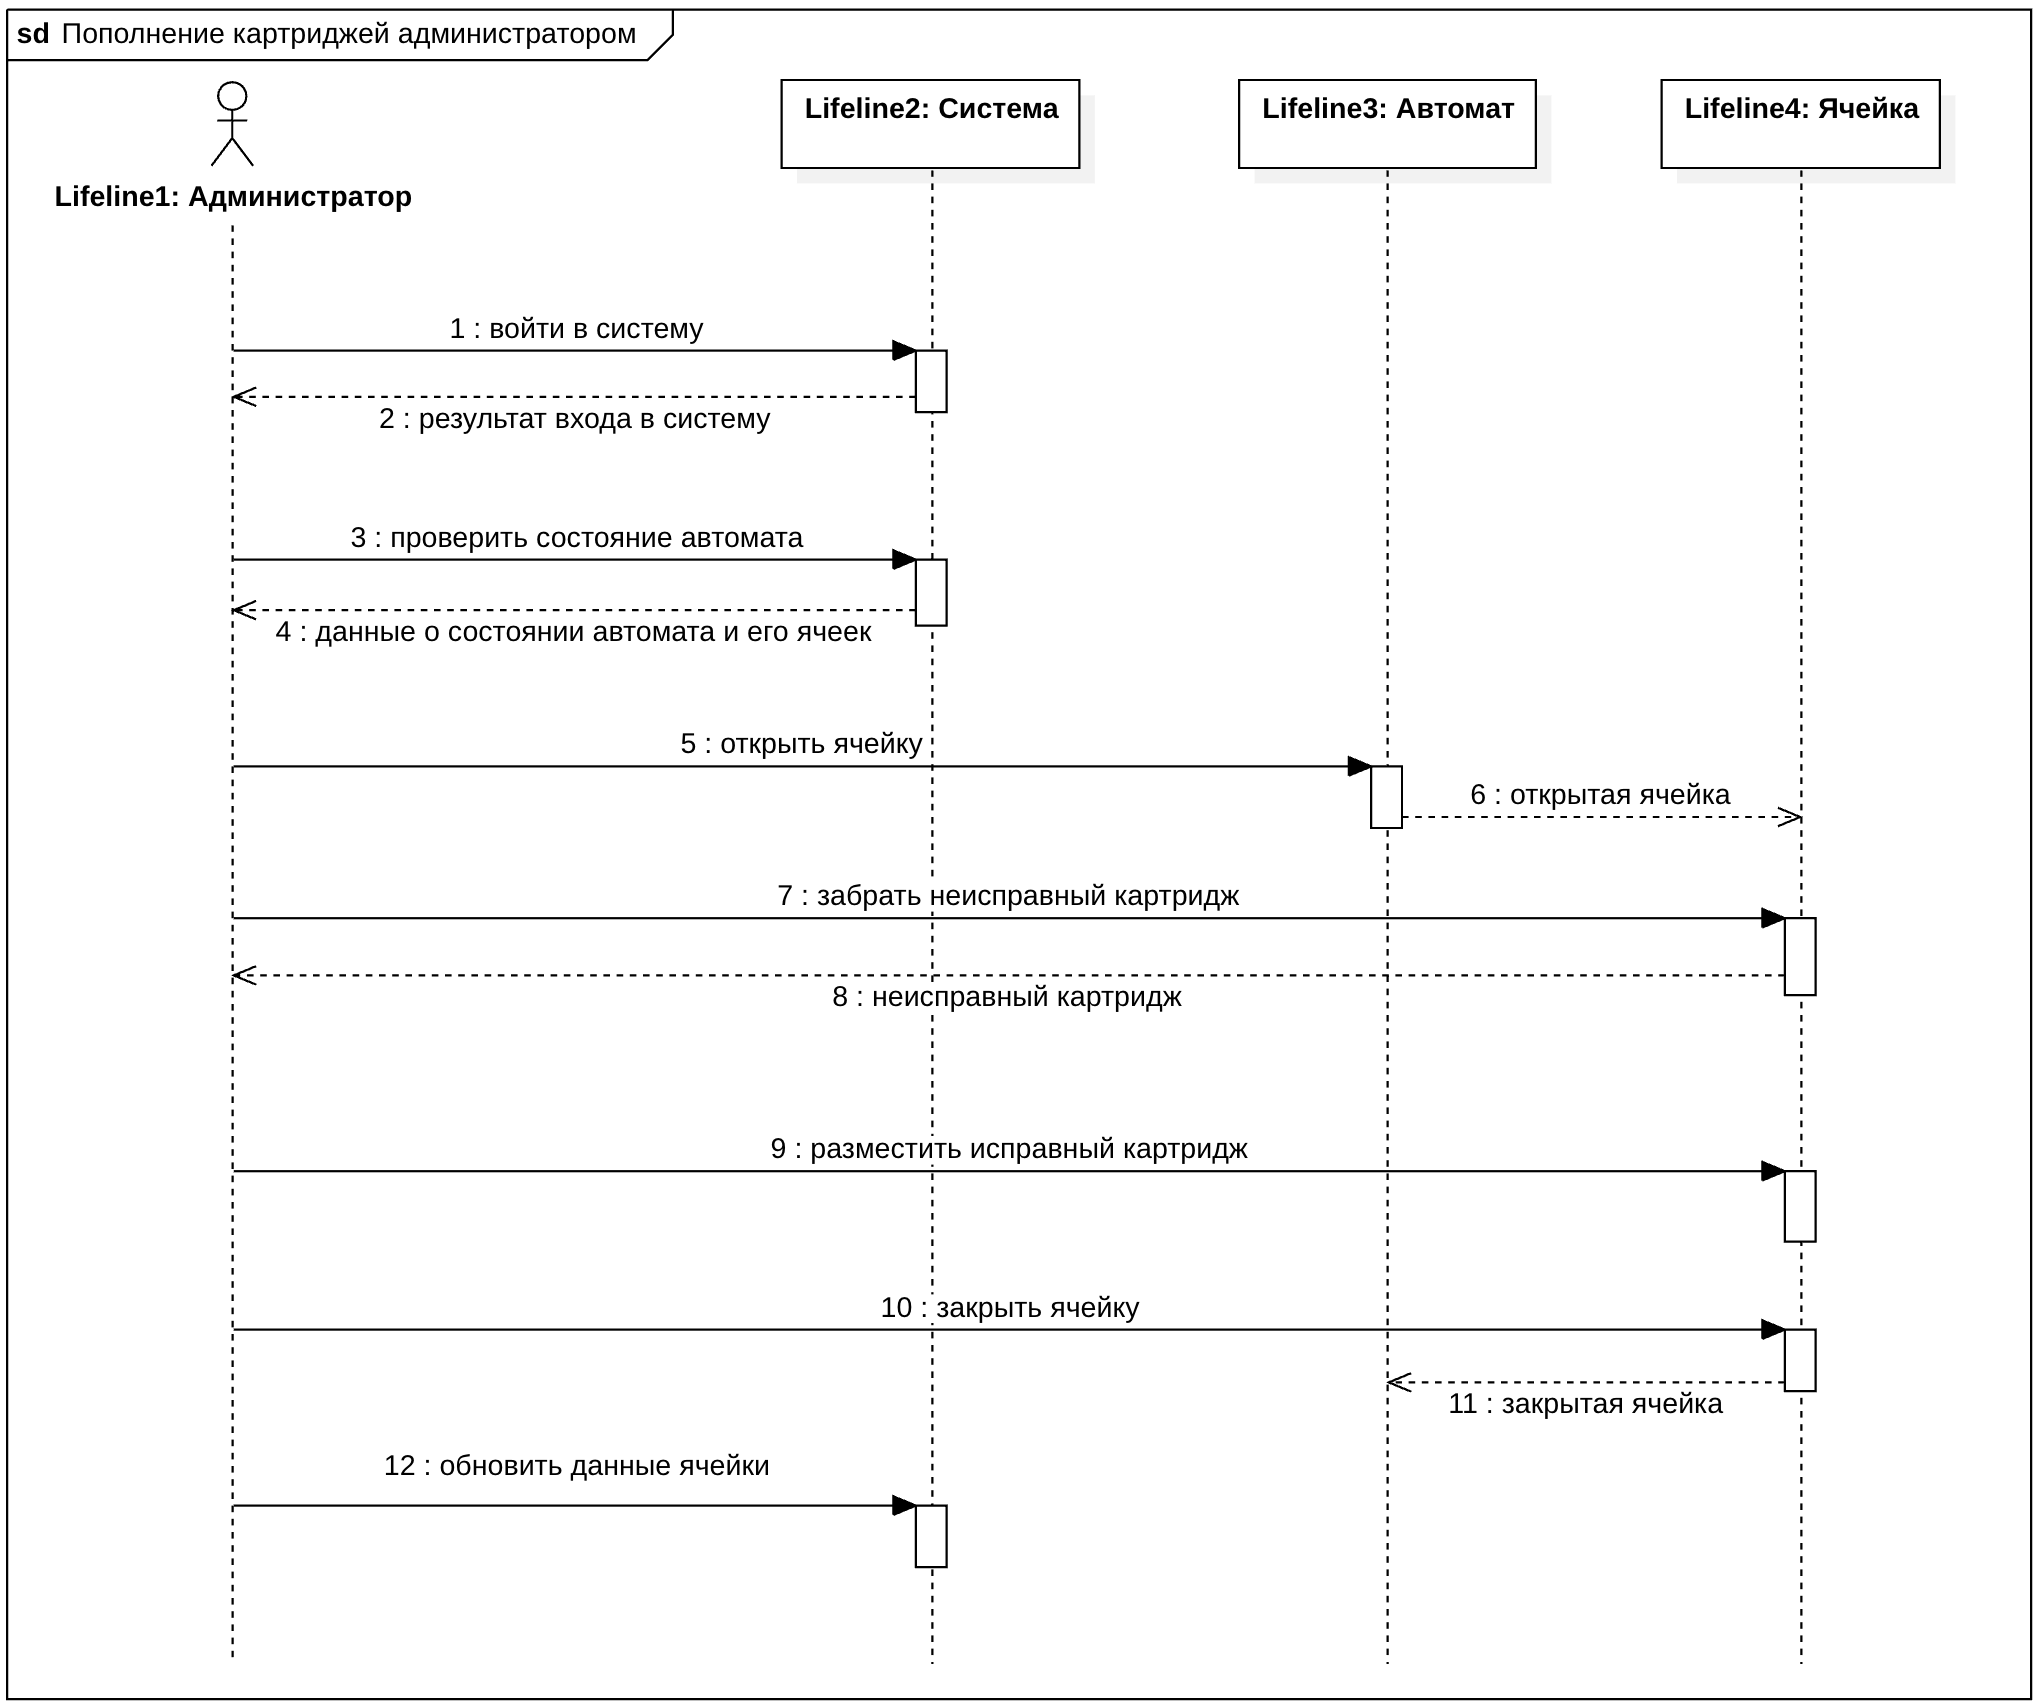 sd Пополнение картриджей администратором
Lifeline1: Администратор
Lifeline2: Система
Lifeline3: Автомат
Lifeline4: Ячейка
1 : войти в систему
2 : результат входа в систему
3 : проверить состояние автомата
4 : данные о состоянии автомата и его ячеек
5 : открыть ячейку
6 : открытая ячейка
7 : забрать неисправный картридж
8 : неисправный картридж
9 : разместить исправный картридж
10 : закрыть ячейку
11 : закрытая ячейка
12 : обновить данные ячейки